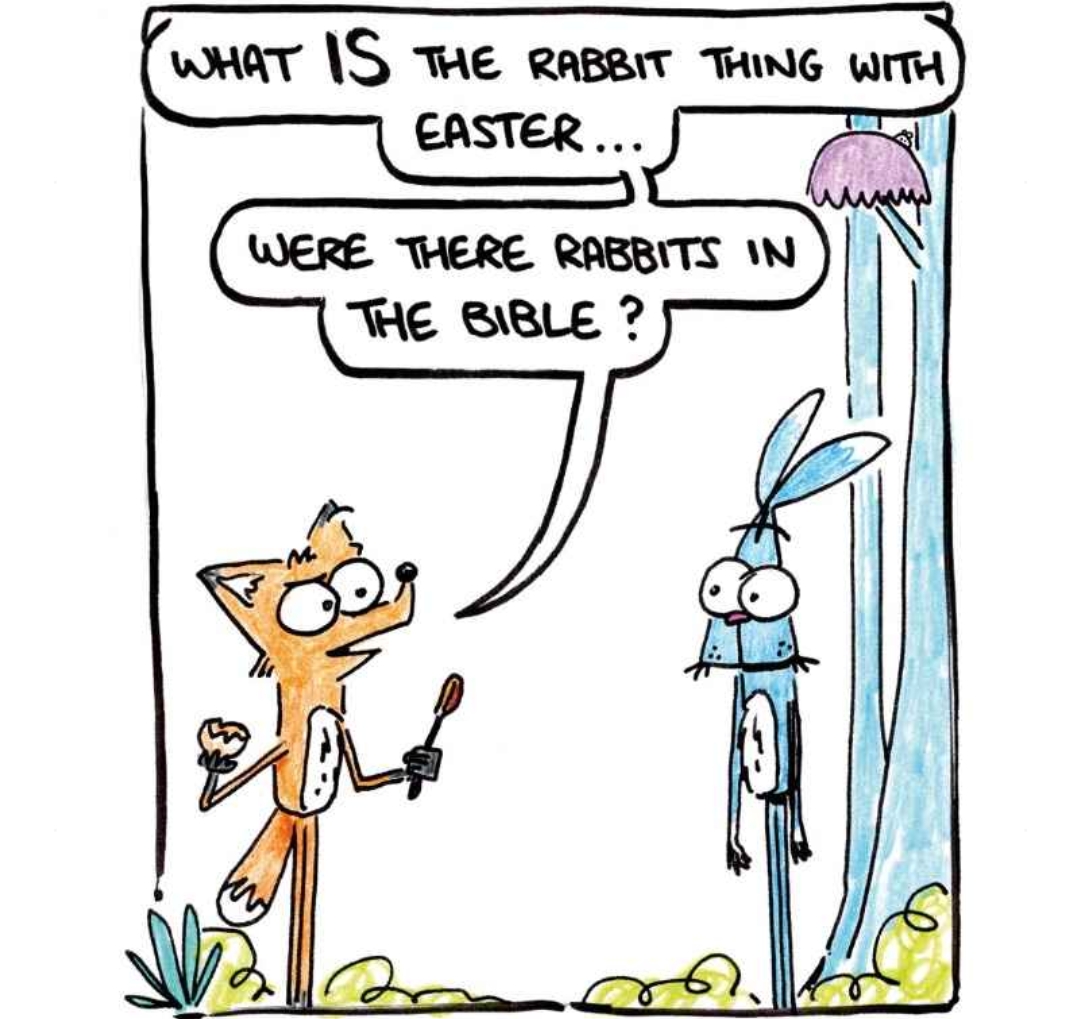 WHAT IS THE RABBIT THING WITH
EASTER...
WERE THERE RABBITS IN
THE BIBLE?